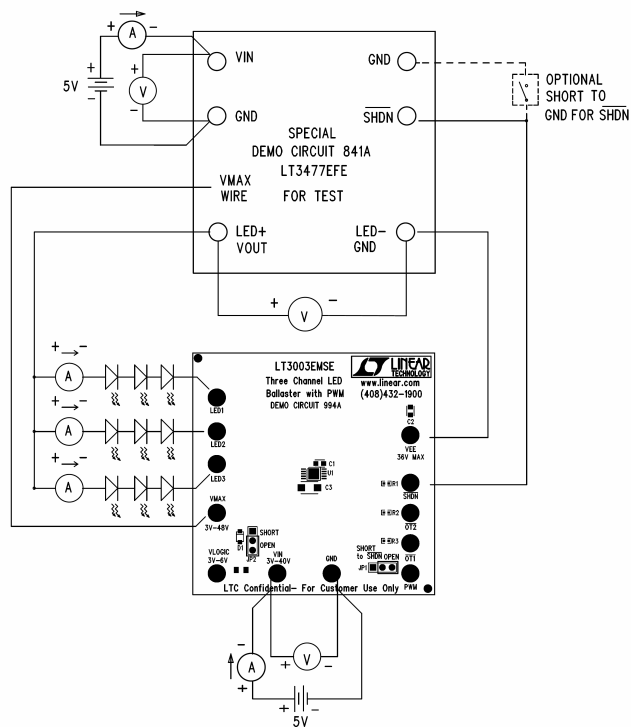 + A -
VIN
GND
5V
+
-
+
V
-
GND
SHDN
OPTIONAL
SHORT TO
GND FOR SHDN
SPECIAL
DEMO CIRCUIT 841A
LT3477EFE
FOR TEST
VMAX
WIRE
LED+
VOUT
LED-
GND
+ V -
LT3003EMSE
Three Channel LED
Ballaster with PWM
DEMO CIRCUIT 994A
LT LINEAR
TECHNOLOGY
www.linear.com
(408)432-1900
+ -
A
LED1
+ -
A
LED2
+ -
A
LED3
C2
VEE
36V MAX
C1
U1
C3
R1
SHDN
R2
OT2
R3
OT1
VMAX
3V-48V
D1
SHORT
OPEN
JP2
VLOGIC
3V-6V
VIN
3V-40V
GND
SHORT
to SHDN OPEN
JP1
PWM
LTC Confidential- For Customer Use Only
-
A
+
+ V -
+ -
5V